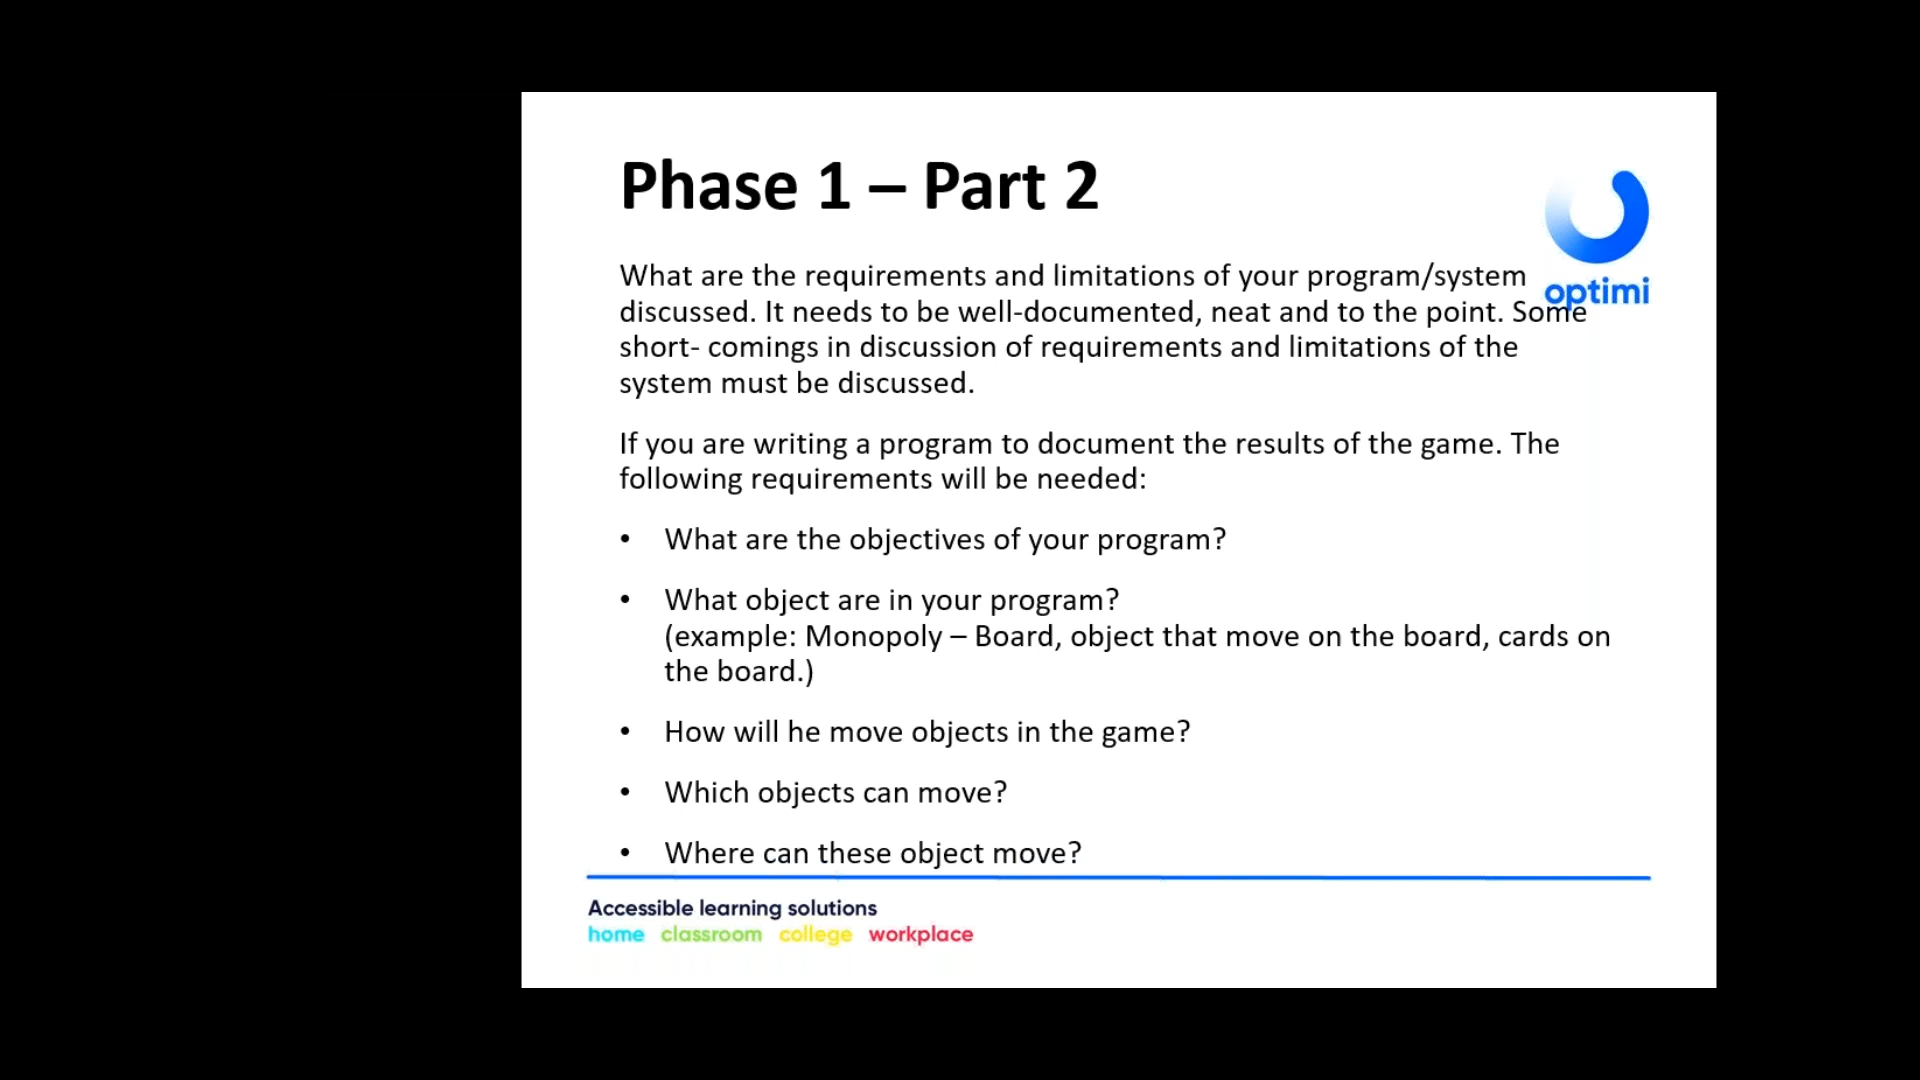 Phase 1 – Part 2
optimi
What are the requirements and limitations of your program/system
discussed. It needs to be well-documented, neat and to the point. Some
short- comings in discussion of requirements and limitations of the
system must be discussed.
If you are writing a program to document the results of the game. The
following requirements will be needed:
• What are the objectives of your program?
• What object are in your program?
(example: Monopoly – Board, object that move on the board, cards on
the board.)
• How will he move objects in the game?
• Which objects can move?
• Where can these object move?
Accessible learning solutions
home classroom college workplace